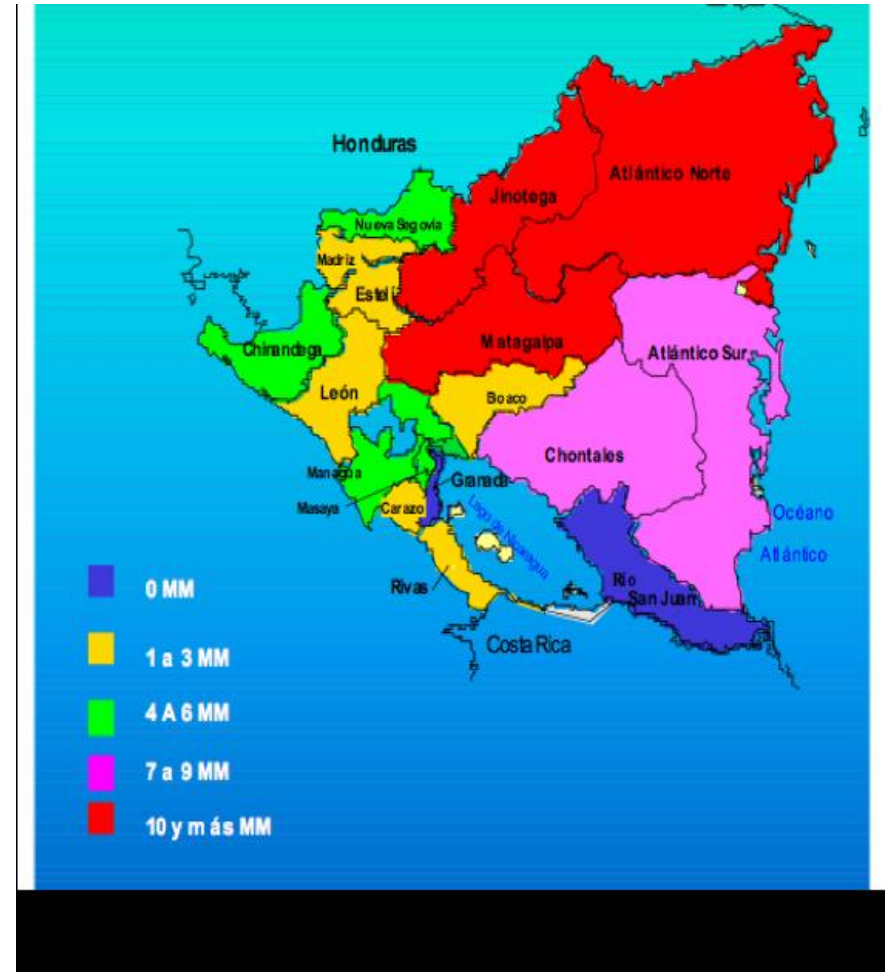 Honduras
Atlántico Norte
Jinotega
Nueva Segovia
Madriz
Estelí
Matagalpa
Chinandega
Atlántico Sur
León
Boaco
Chontales
Managua
Granada
Masaya
Carazo
Lago de Nicaragua
Océano
Atlántico
Rivas
Río
San Juan
Costa Rica
0 MM
1 a 3 MM
4 A 6 MM
7 a 9 MM
10 y más MM